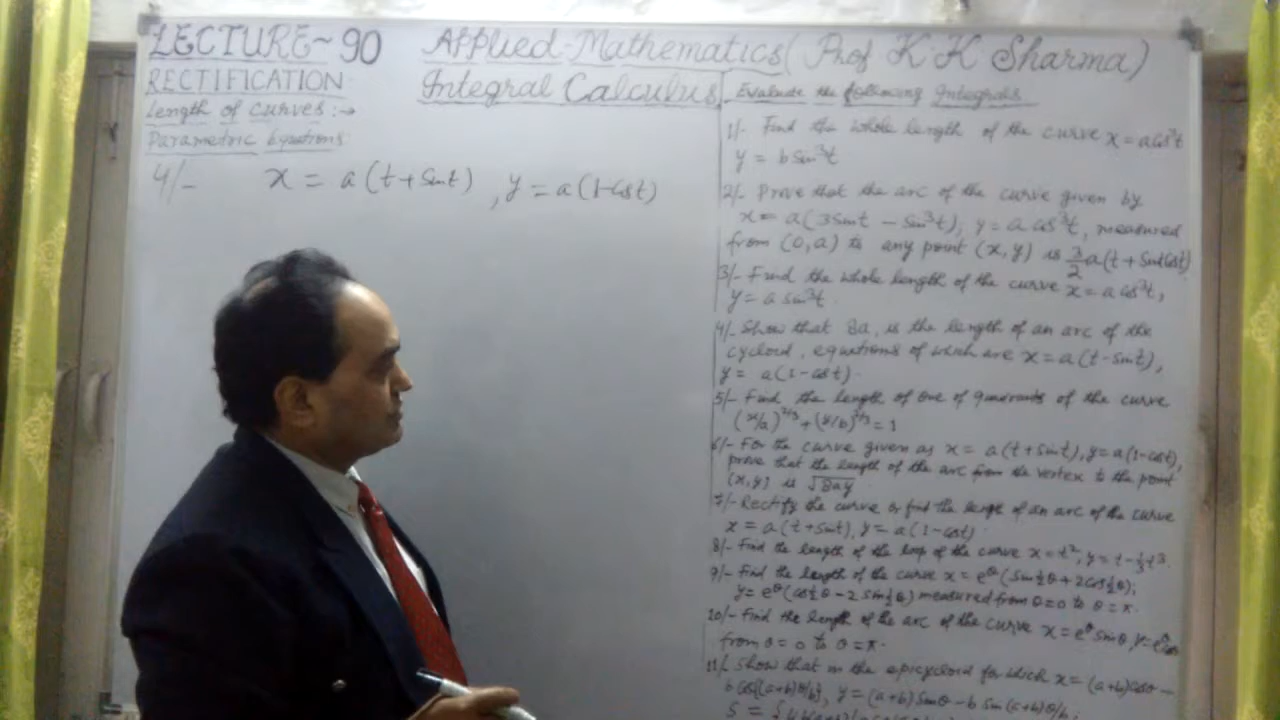 LECTURE~90 Applied-Mathematics (Prof K.K Sharma)
RECTIFICATION Integral Calculus
Length of curves:→
Parametric Equations
4/- x = a(t+Sint), y = a(1-Cost)
Evaluate the following Integrals
1/- Find the whole length of the curve x = aCos³t
y = b Sin³t
2/- Prove that the arc of the curve given by
x = a(3Sint - Sin³t), y = a Cos³t, measured
from (0,a) to any point (x,y) is 3/2 a(t+SintCost)
3/- Find the whole length of the curve x = a Cos³t,
y = a sin³t.
4/- Show that 8a, is the length of an arc of the
cycloid, equations of which are x = a(t-Sint),
y = a(1-cost).
5/- Find the length of one of quadrants of the curve
(x/a)^2/3 + (y/b)^2/3 = 1
6/- For the curve given as x = a(t+sint), y=a(1-cost),
prove that the length of the arc from the vertex to the point
(x,y) is √8ay
7/- Rectify the curve or find the length of an arc of the curve
x = a(t+sint), y = a(1-cost)
8/- Find the length of the loop of the curve x=t², y=t-1/3t³.
9/- Find the length of the curve x = e^θ(Sin½θ+2Cos½θ),
y = e^θ(Cos½θ-2Sin½θ) measured from θ=0 to θ=π.
10/- Find the length of the arc of the curve x = e^θ Sinθ, y=e^θCosθ
from θ=0 to θ=π.
11/- Show that in the epicycloid for which x = (a+b)Cosθ-
b Cos{(a+b)θ/b}, y = (a+b)Sinθ-b Sin(a+b)θ/b,
S =